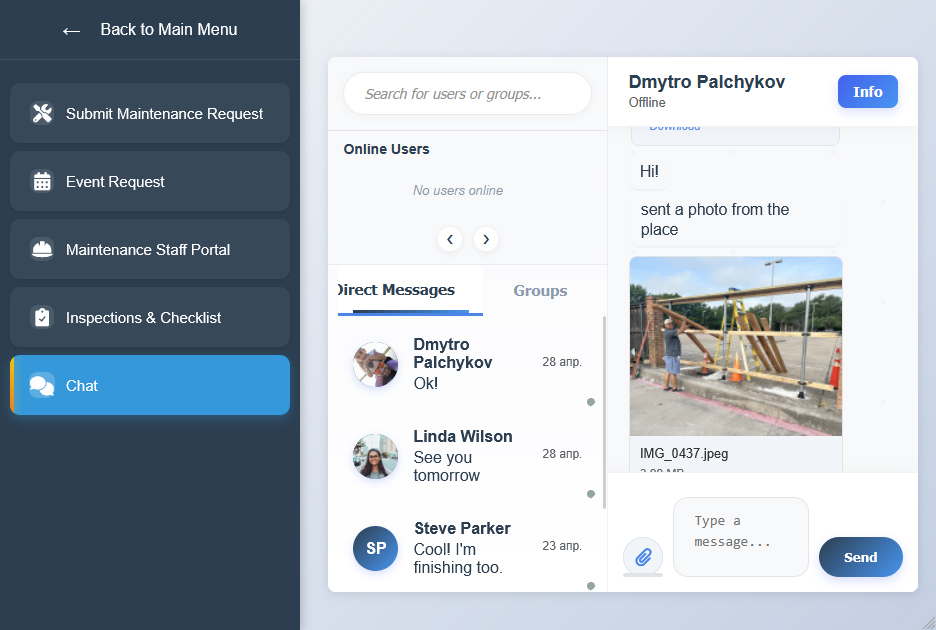 ← Back to Main Menu
Submit Maintenance Request
Event Request
Maintenance Staff Portal
Inspections & Checklist
Chat
Search for users or groups...
Online Users
No users online
‹ ›
Direct Messages
Groups
Dmytro
Palchykov
Ok!
28 апр.
Linda Wilson
See you
tomorrow
28 апр.
SP
Steve Parker
Cool! I'm
finishing too.
23 апр.
Dmytro Palchykov
Offline
Info
Download
Hi!
sent a photo from the
place
IMG_0437.jpeg
Type a
message...
Send